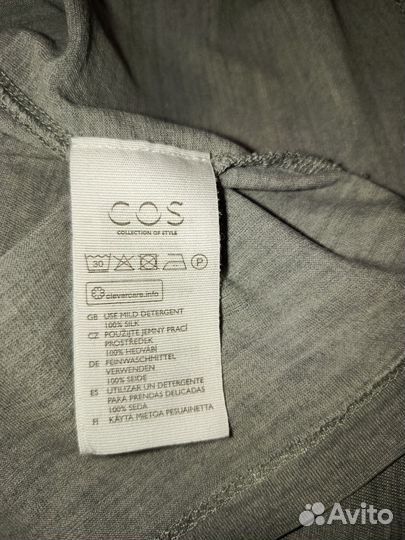 COS
COLLECTION OF STYLE
30 P
clevercare.info
GB USE MILD DETERGENT
100% SILK
CZ POUŽIJTE JEMNÝ PRACÍ
PROSTŘEDEK
100% HEDVÁBÍ
DE FEINWASCHMITTEL
VERWENDEN
100% SEIDE
ES UTILIZAR UN DETERGENTE
PARA PRENDAS DELICADAS
100% SEDA
FI KÄYTÄ MIETOA PESUAINETTA
Avito